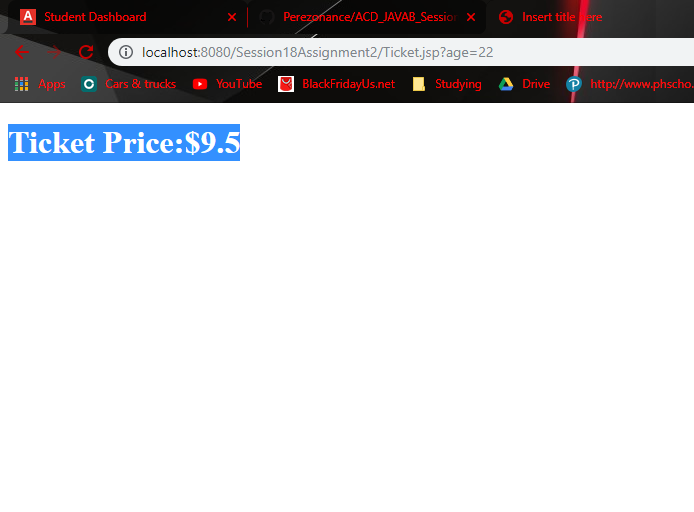 A Student Dashboard
Perezonance/ACD_JAVAB_Session
Insert title here
localhost:8080/Session18Assignment2/Ticket.jsp?age=22
Apps Cars & trucks YouTube BlackFridayUs.net Studying Drive http://www.phscho
Ticket Price:$9.5